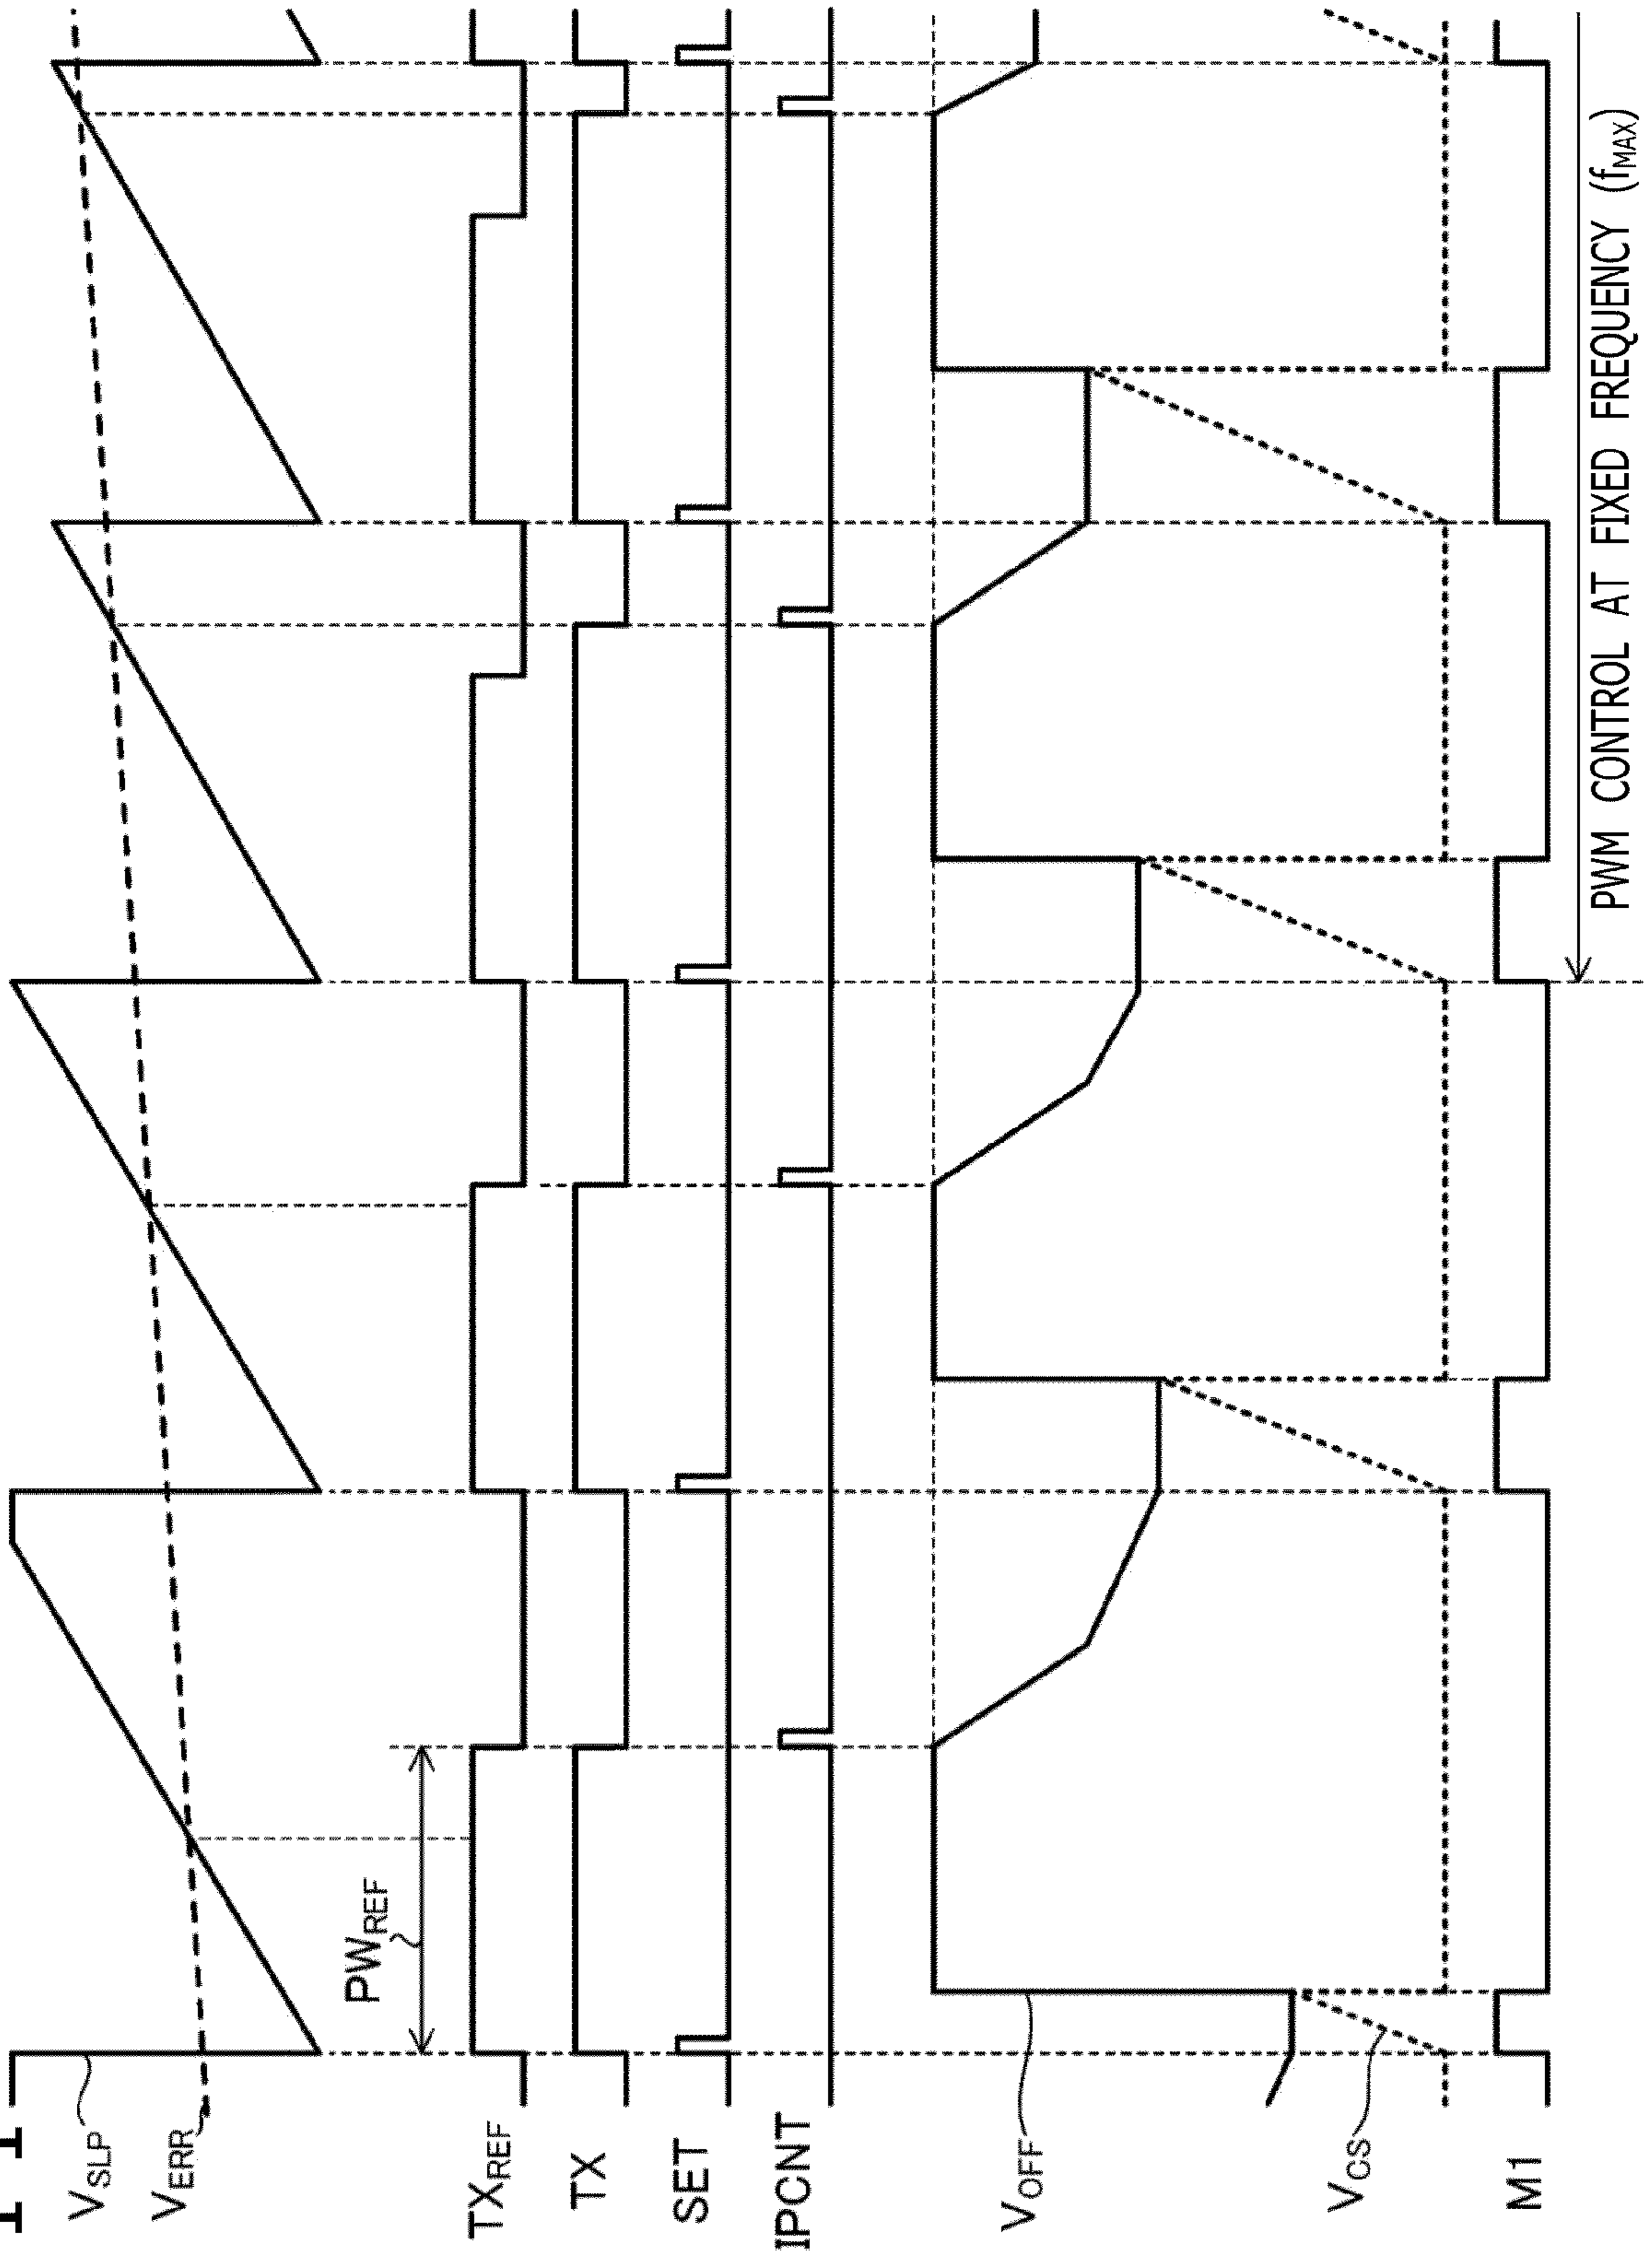 V_SLP
V_ERR
PW_REF
TX_REF
TX
SET
IPCNT
V_OFF
V_CS
M1
PWM CONTROL AT FIXED FREQUENCY (f_MAX)